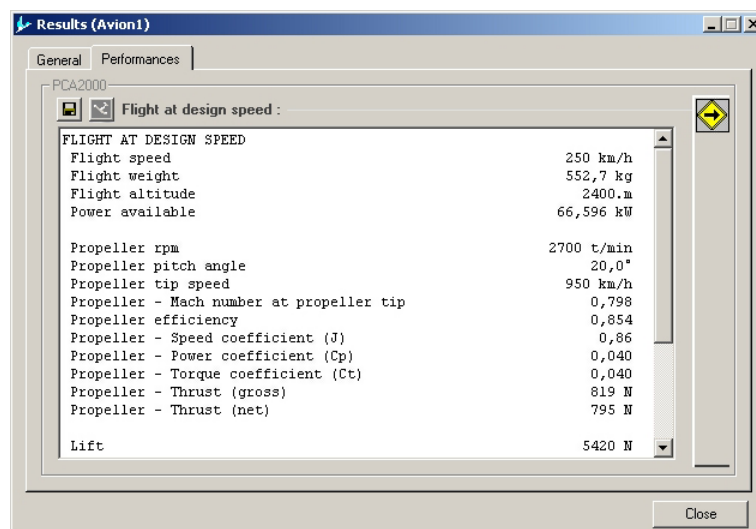 Results (Avion1)
General Performances
PCA2000
Flight at design speed :
FLIGHT AT DESIGN SPEED
Flight speed 250 km/h
Flight weight 552,7 kg
Flight altitude 2400.m
Power available 66,596 kW
Propeller rpm 2700 t/min
Propeller pitch angle 20,0°
Propeller tip speed 950 km/h
Propeller - Mach number at propeller tip 0,798
Propeller efficiency 0,854
Propeller - Speed coefficient (J) 0,86
Propeller - Power coefficient (Cp) 0,040
Propeller - Torque coefficient (Ct) 0,040
Propeller - Thrust (gross) 819 N
Propeller - Thrust (net) 795 N
Lift 5420 N
Close